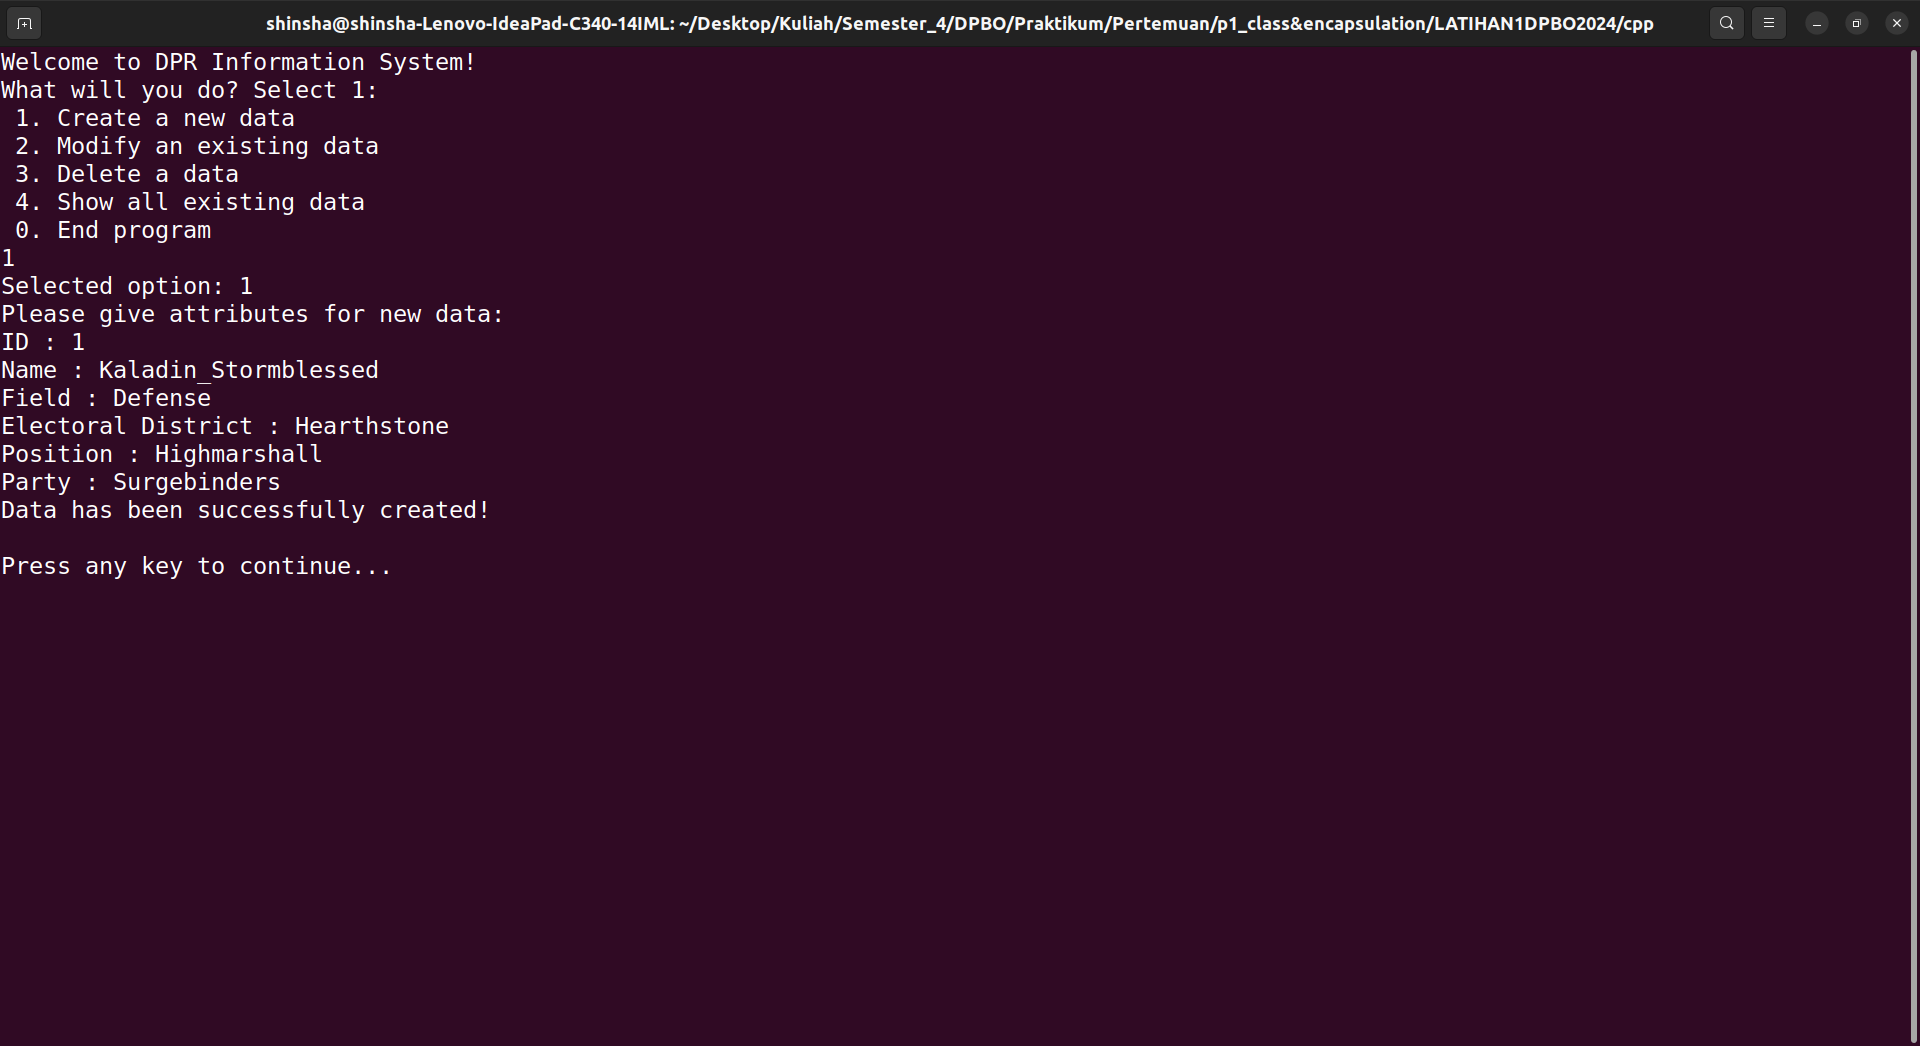 shinsha@shinsha-Lenovo-IdeaPad-C340-14IML: ~/Desktop/Kuliah/Semester_4/DPBO/Praktikum/Pertemuan/p1_class&encapsulation/LATIHAN1DPBO2024/cpp
Welcome to DPR Information System!
What will you do? Select 1:
 1. Create a new data
 2. Modify an existing data
 3. Delete a data
 4. Show all existing data
 0. End program
1
Selected option: 1
Please give attributes for new data:
ID : 1
Name : Kaladin_Stormblessed
Field : Defense
Electoral District : Hearthstone
Position : Highmarshall
Party : Surgebinders
Data has been successfully created!
Press any key to continue...